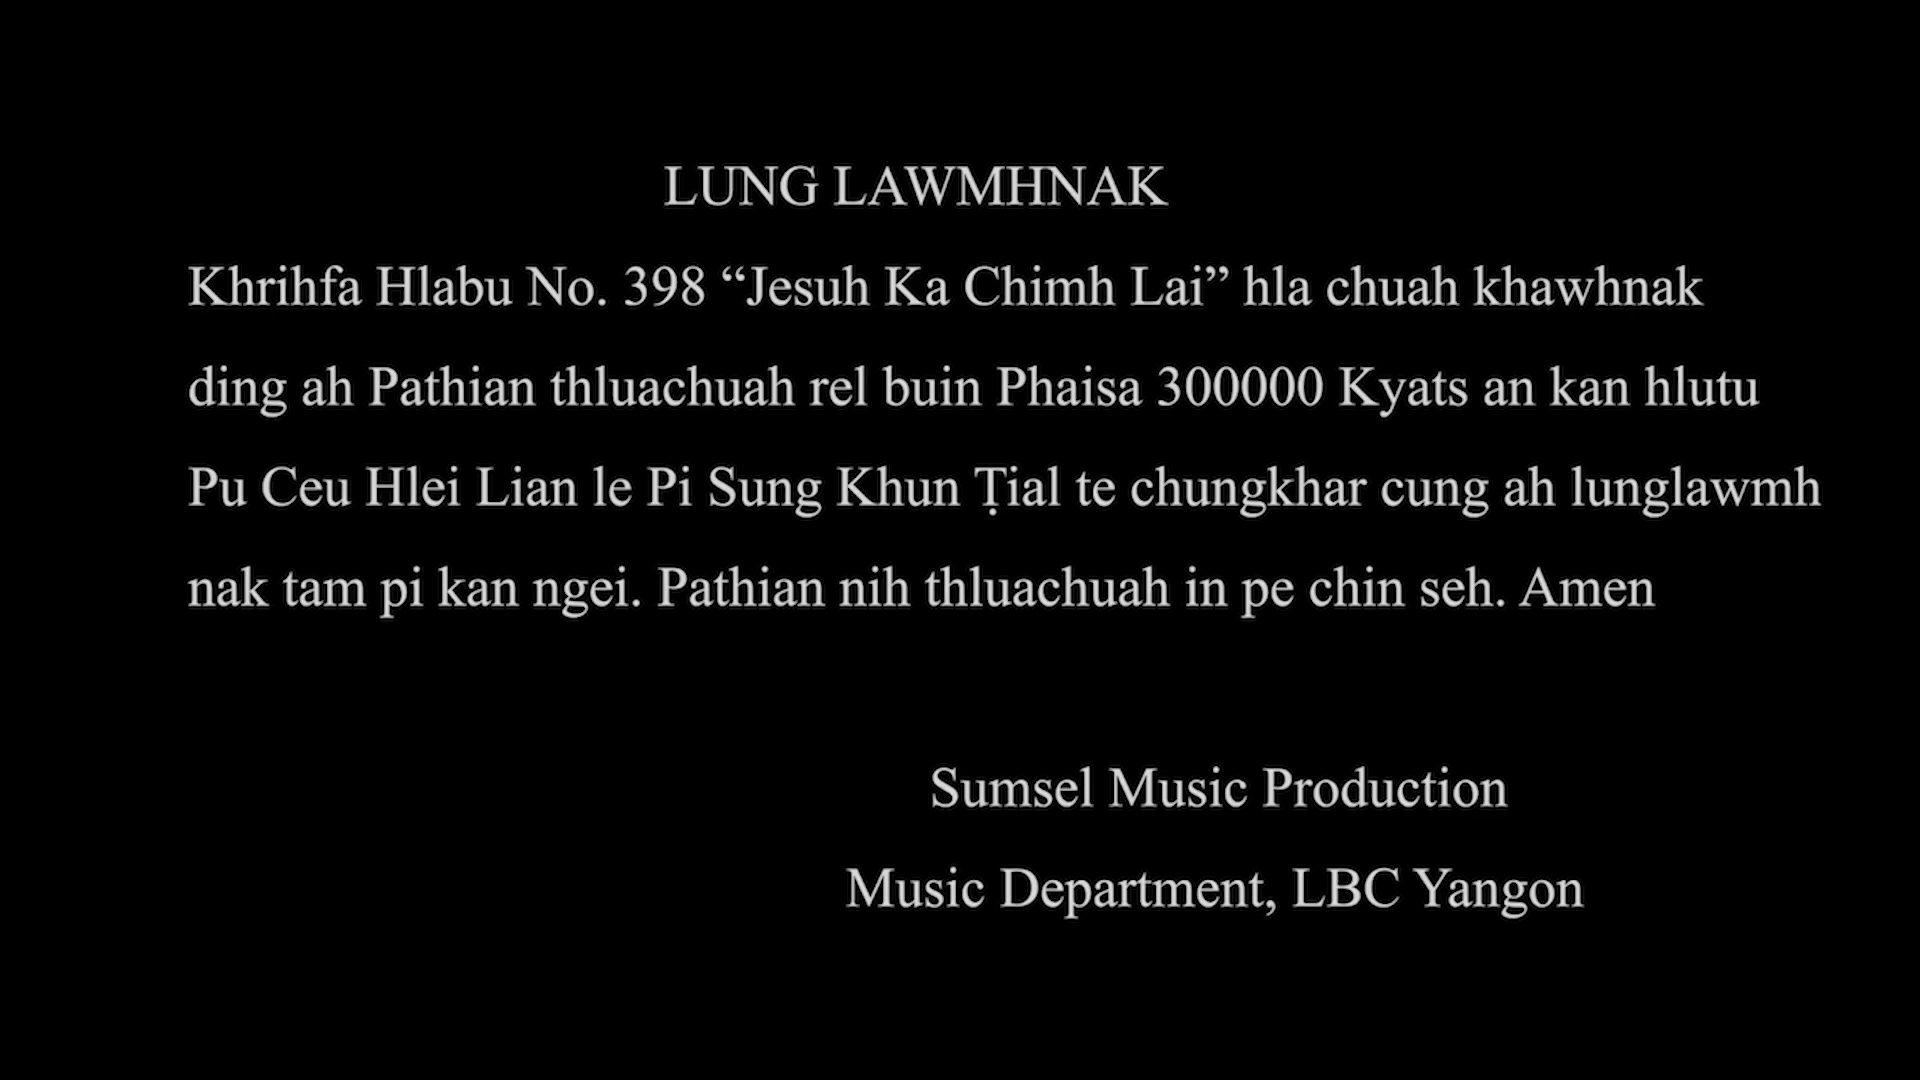 LUNG LAWMHNAK
Khrihfa Hlabu No. 398 “Jesuh Ka Chimh Lai” hla chuah khawhnak
ding ah Pathian thluachuah rel buin Phaisa 300000 Kyats an kan hlutu
Pu Ceu Hlei Lian le Pi Sung Khun Ṭial te chungkhar cung ah lunglawmh
nak tam pi kan ngei. Pathian nih thluachuah in pe chin seh. Amen
Sumsel Music Production
Music Department, LBC Yangon